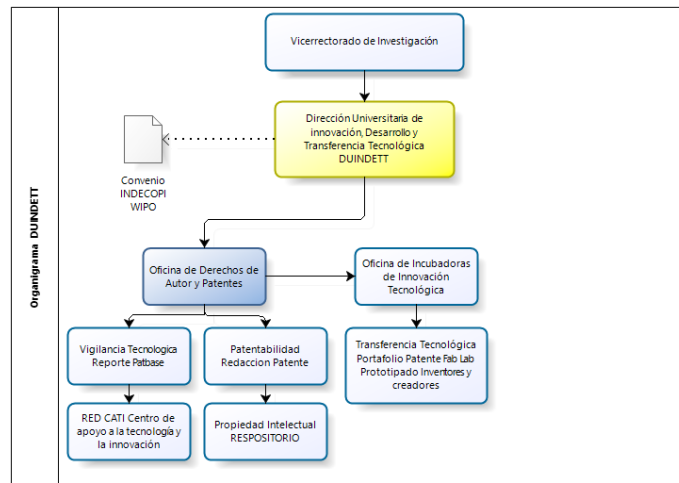 Organigrama DUINDETT
Vicerrectorado de Investigación
Dirección Universitaria de
innovación, Desarrollo y
Transferencia Tecnológica
DUINDETT
Convenio
INDECOPI
WIPO
Oficina de Derechos de
Autor y Patentes
Oficina de Incubadoras
de Innovación
Tecnológica
Vigilancia Tecnologica
Reporte Patbase
Patentabilidad
Redaccion Patente
Transferencia Tecnológica
Portafolio Patente Fab Lab
Prototipado Inventores y
creadores
RED CATI Centro de
apoyo a la tecnología y
la innovación
Propiedad Intelectual
RESPOSITORIO